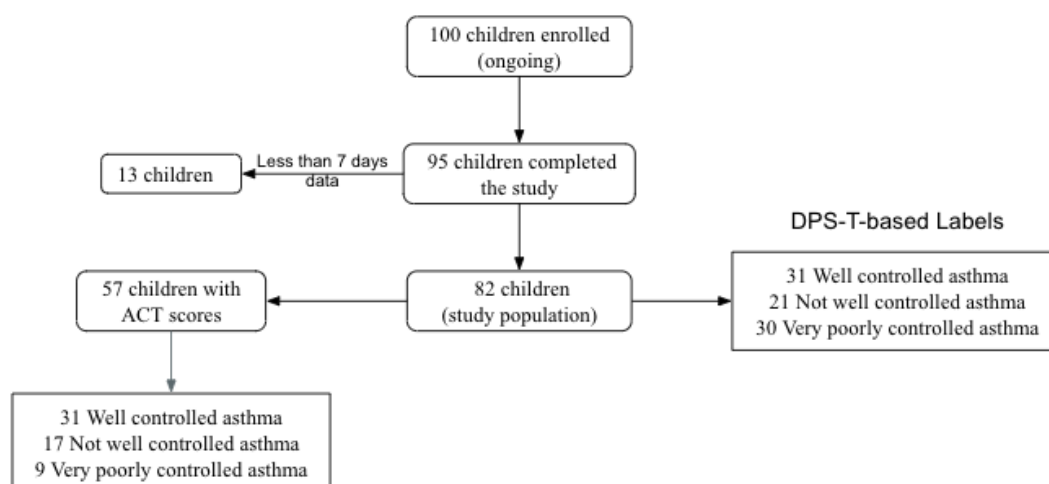 100 children enrolled
(ongoing)
95 children completed
the study
Less than 7 days
data
13 children
DPS-T-based Labels
82 children
(study population)
57 children with
ACT scores
31 Well controlled asthma
21 Not well controlled asthma
30 Very poorly controlled asthma
31 Well controlled asthma
17 Not well controlled asthma
9 Very poorly controlled asthma